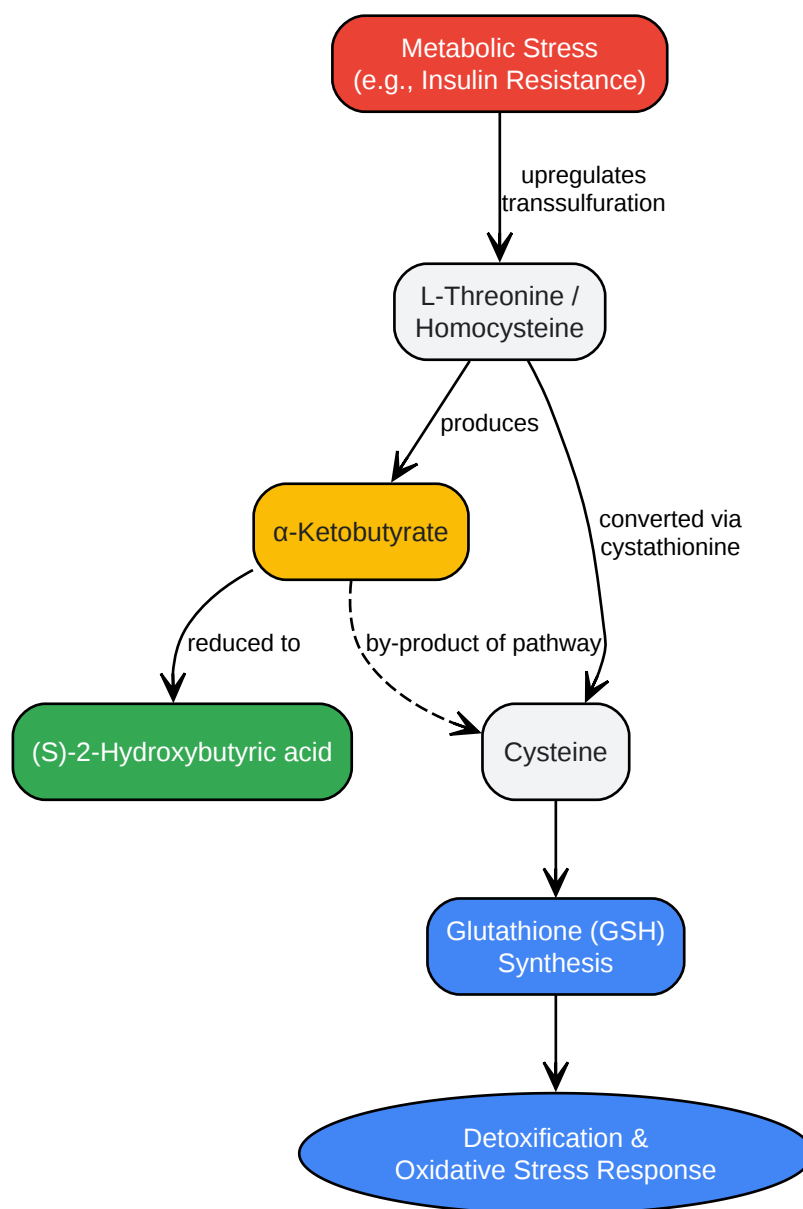 Metabolic Stress
(e.g., Insulin Resistance)
upregulates
transsulfuration
L-Threonine /
Homocysteine
produces
α-Ketobutyrate
converted via
cystathionine
reduced to
by-product of pathway
(S)-2-Hydroxybutyric acid
Cysteine
Glutathione (GSH)
Synthesis
Detoxification &
Oxidative Stress Response